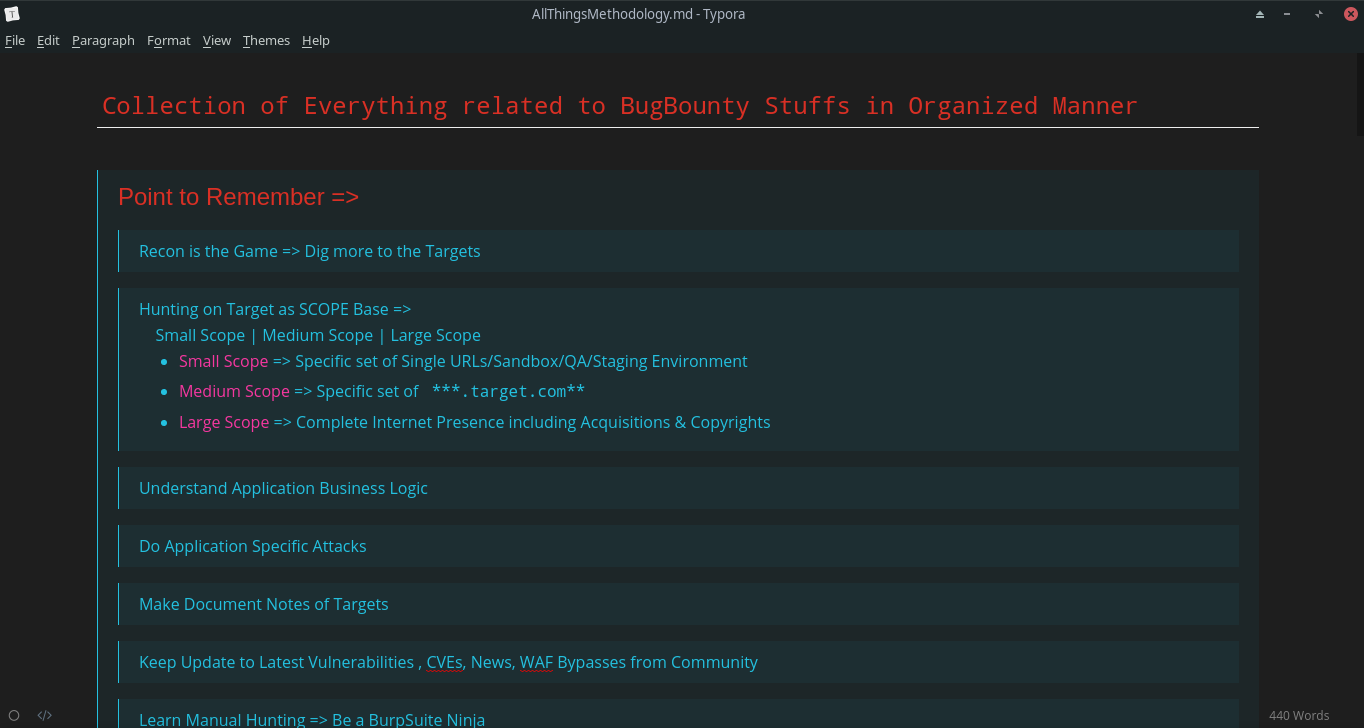 T
AllThingsMethodology.md - Typora
File Edit Paragraph Format View Themes Help
Collection of Everything related to BugBounty Stuffs in Organized Manner
Point to Remember =>
Recon is the Game => Dig more to the Targets
Hunting on Target as SCOPE Base =>
Small Scope | Medium Scope | Large Scope
Small Scope => Specific set of Single URLs/Sandbox/QA/Staging Environment
Medium Scope => Specific set of ***.target.com**
Large Scope => Complete Internet Presence including Acquisitions & Copyrights
Understand Application Business Logic
Do Application Specific Attacks
Make Document Notes of Targets
Keep Update to Latest Vulnerabilities , CVEs, News, WAF Bypasses from Community
Learn Manual Hunting => Be a BurpSuite Ninja
</> 440 Words